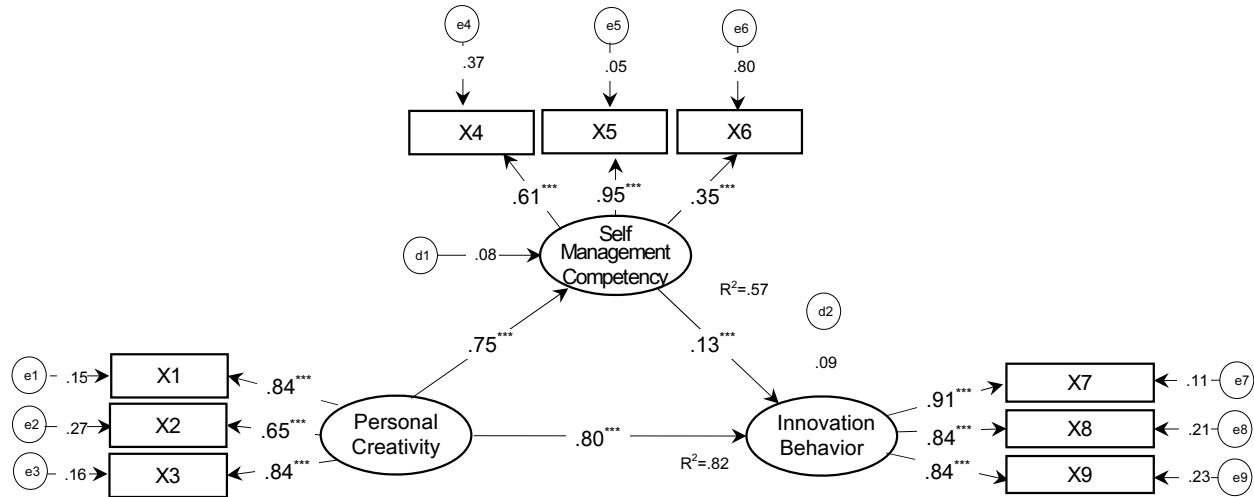 e4 e5 e6
.37 .05 .80
X4 X5 X6
.61*** .95*** .35***
Self
Management
Competency
d1 .08
R²=.57
d2
.75*** .13*** .09
e1 .15 X1 .84***
e2 .27 X2 .65***
e3 .16 X3 .84***
Personal
Creativity
.80***
R²=.82
Innovation
Behavior
.91*** X7 .11 e7
.84*** X8 .21 e8
.84*** X9 .23 e9